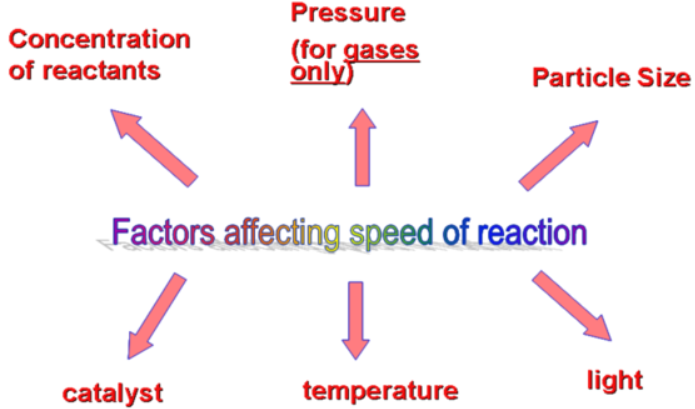 Concentration
of reactants
Pressure
(for gases
only)
Particle Size
Factors affecting speed of reaction
catalyst
temperature
light